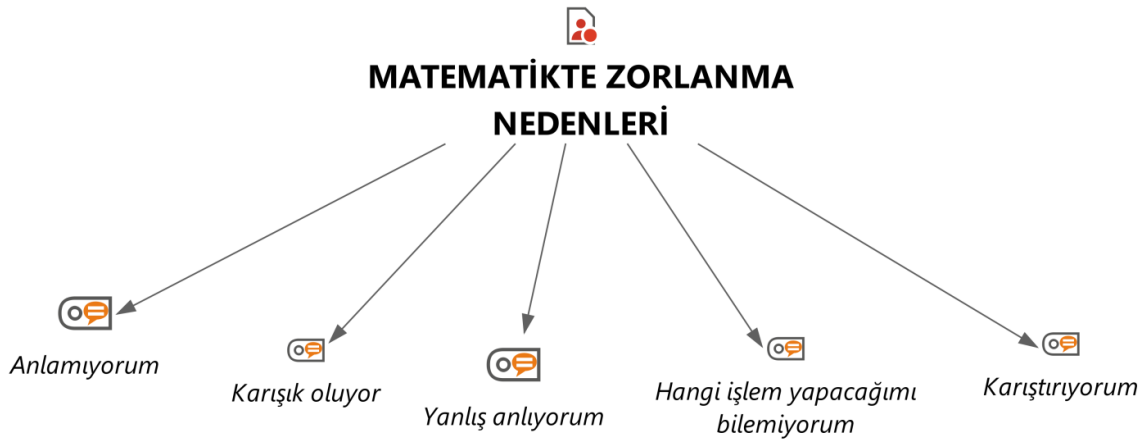 MATEMATİKTE ZORLANMA
NEDENLERİ
Anlamıyorum
Karışık oluyor
Yanlış anlıyorum
Hangi işlem yapacağımı
bilemiyorum
Karıştırıyorum